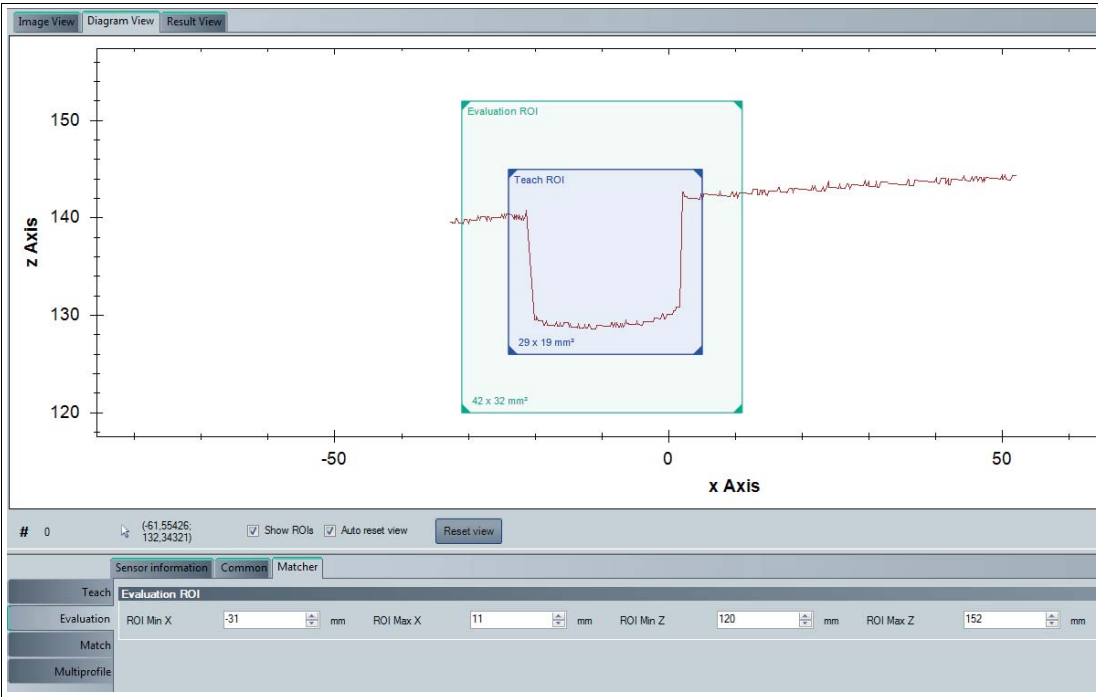 Image View Diagram View Result View
150
140
130
120
z Axis
Evaluation ROI
Teach ROI
29 x 19 mm²
42 x 32 mm²
-50 0 50
x Axis
# 0 (-61,55426; 132,34321) Show ROIs Auto reset view Reset view
Sensor information Common Matcher
Teach Evaluation ROI
Evaluation ROI Min X -31 mm ROI Max X 11 mm ROI Min Z 120 mm ROI Max Z 152 mm
Match
Multiprofile